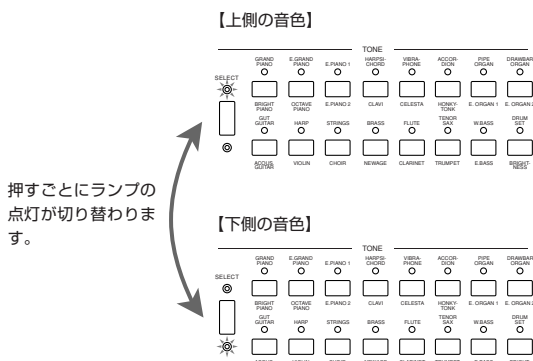 【上側の音色】
TONE
GRAND PIANO E.GRAND PIANO E.PIANO 1 HARPSI-CHORD VIBRA-PHONE ACCOR-DION PIPE ORGAN DRAWBAR ORGAN
SELECT
BRIGHT PIANO OCTAVE PIANO E.PIANO 2 CLAVI CELESTA HONKY-TONK E. ORGAN 1 E. ORGAN 2
GUT GUITAR HARP STRINGS BRASS FLUTE TENOR SAX W.BASS DRUM SET
ACOUS. GUITAR VIOLIN CHOIR NEWAGE CLARINET TRUMPET E.BASS BRIGHT-NESS
押すごとにランプの
点灯が切り替わりま
す。
【下側の音色】
TONE
GRAND PIANO E.GRAND PIANO E.PIANO 1 HARPSI-CHORD VIBRA-PHONE ACCOR-DION PIPE ORGAN DRAWBAR ORGAN
SELECT
BRIGHT PIANO OCTAVE PIANO E.PIANO 2 CLAVI CELESTA HONKY-TONK E. ORGAN 1 E. ORGAN 2
GUT GUITAR HARP STRINGS BRASS FLUTE TENOR SAX W.BASS DRUM SET